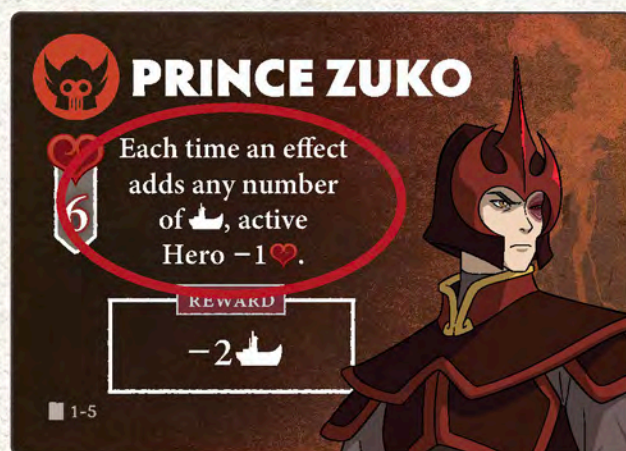 PRINCE ZUKO
Each time an effect
adds any number
of , active
Hero −1 .
6
REWARD
−2
1-5